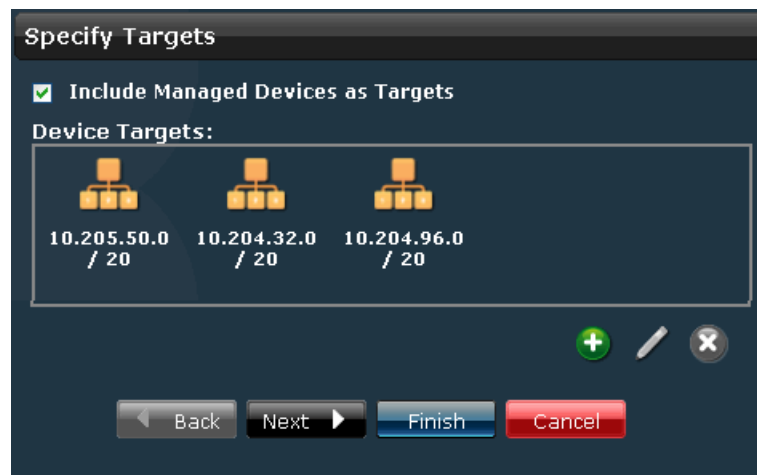 Specify Targets
Include Managed Devices as Targets
Device Targets:
10.205.50.0 / 20
10.204.32.0 / 20
10.204.96.0 / 20
Back
Next
Finish
Cancel